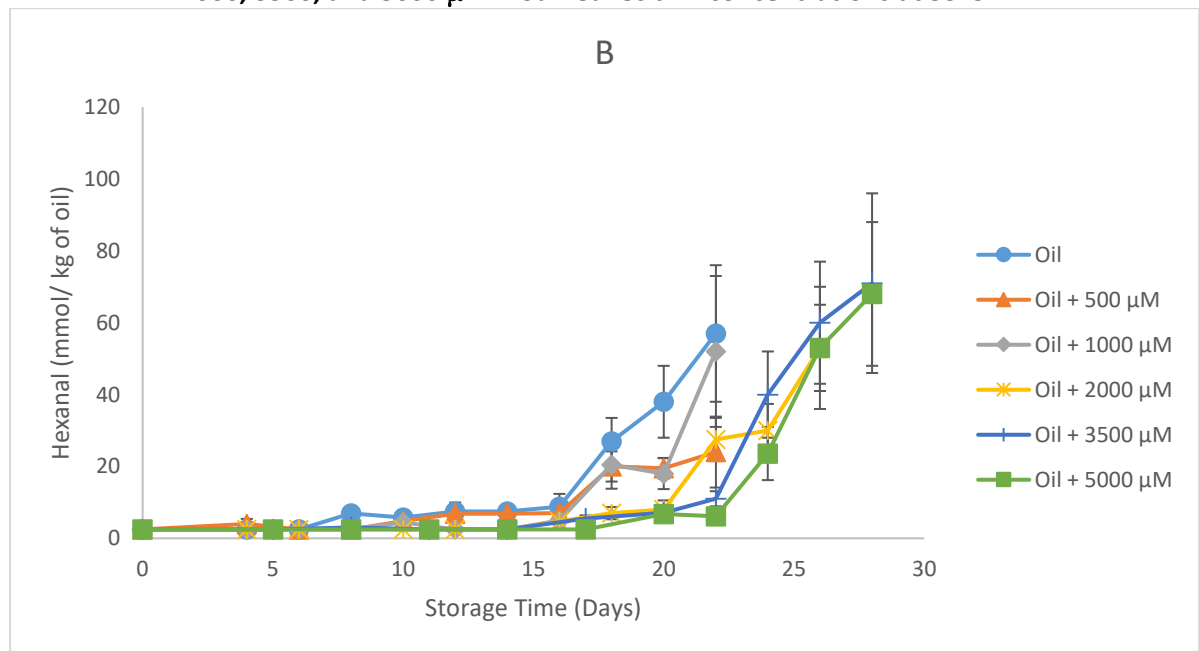 B
120
100
80
60
40
20
0
Hexanal (mmol/ kg of oil)
0 5 10 15 20 25 30
Storage Time (Days)
Oil
Oil + 500 µM
Oil + 1000 µM
Oil + 2000 µM
Oil + 3500 µM
Oil + 5000 µM